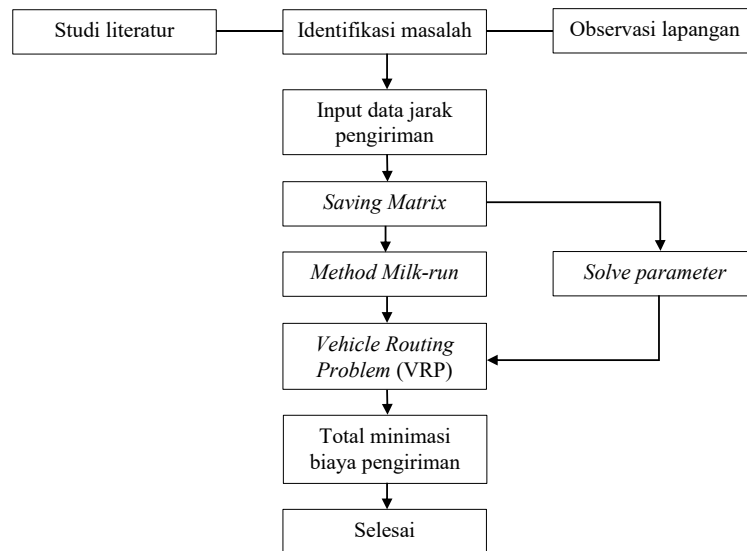 Studi literatur
Identifikasi masalah
Observasi lapangan
Input data jarak
pengiriman
Saving Matrix
Method Milk-run
Solve parameter
Vehicle Routing
Problem (VRP)
Total minimasi
biaya pengiriman
Selesai